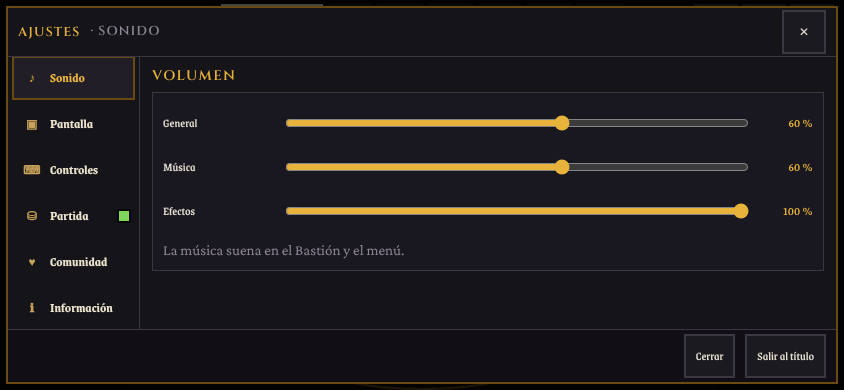 AJUSTES · SONIDO
×
♪ Sonido
Pantalla
Controles
Partida
♥ Comunidad
ℹ Información
VOLUMEN
General 60 %
Música 60 %
Efectos 100 %
La música suena en el Bastión y el menú.
Cerrar
Salir al título